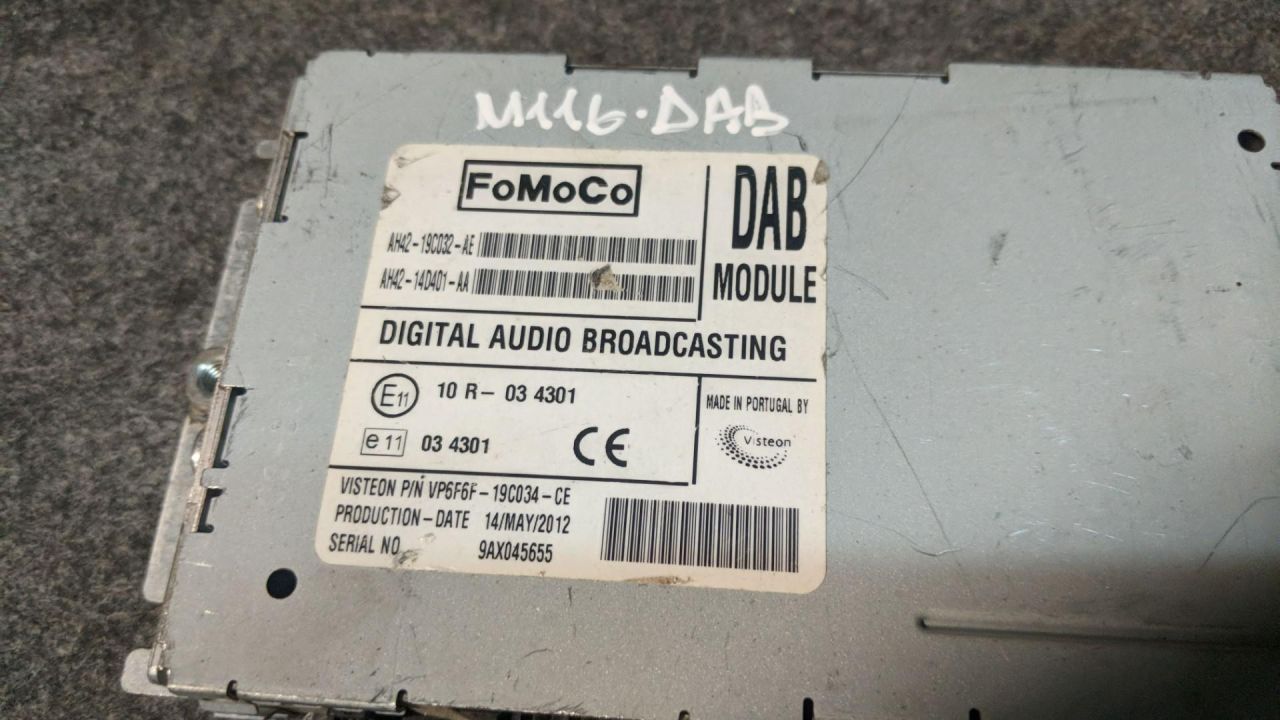 M116·DAB
FoMoCo
DAB
MODULE
AH42-19C032-AE
AH42-14D401-AA
DIGITAL AUDIO BROADCASTING
E11 10 R- 03 4301
e 11 03 4301 CE
MADE IN PORTUGAL BY
Visteon
VISTEON P/N VP6F6F-19C034-CE
PRODUCTION-DATE 14/MAY/2012
SERIAL NO 9AX045655